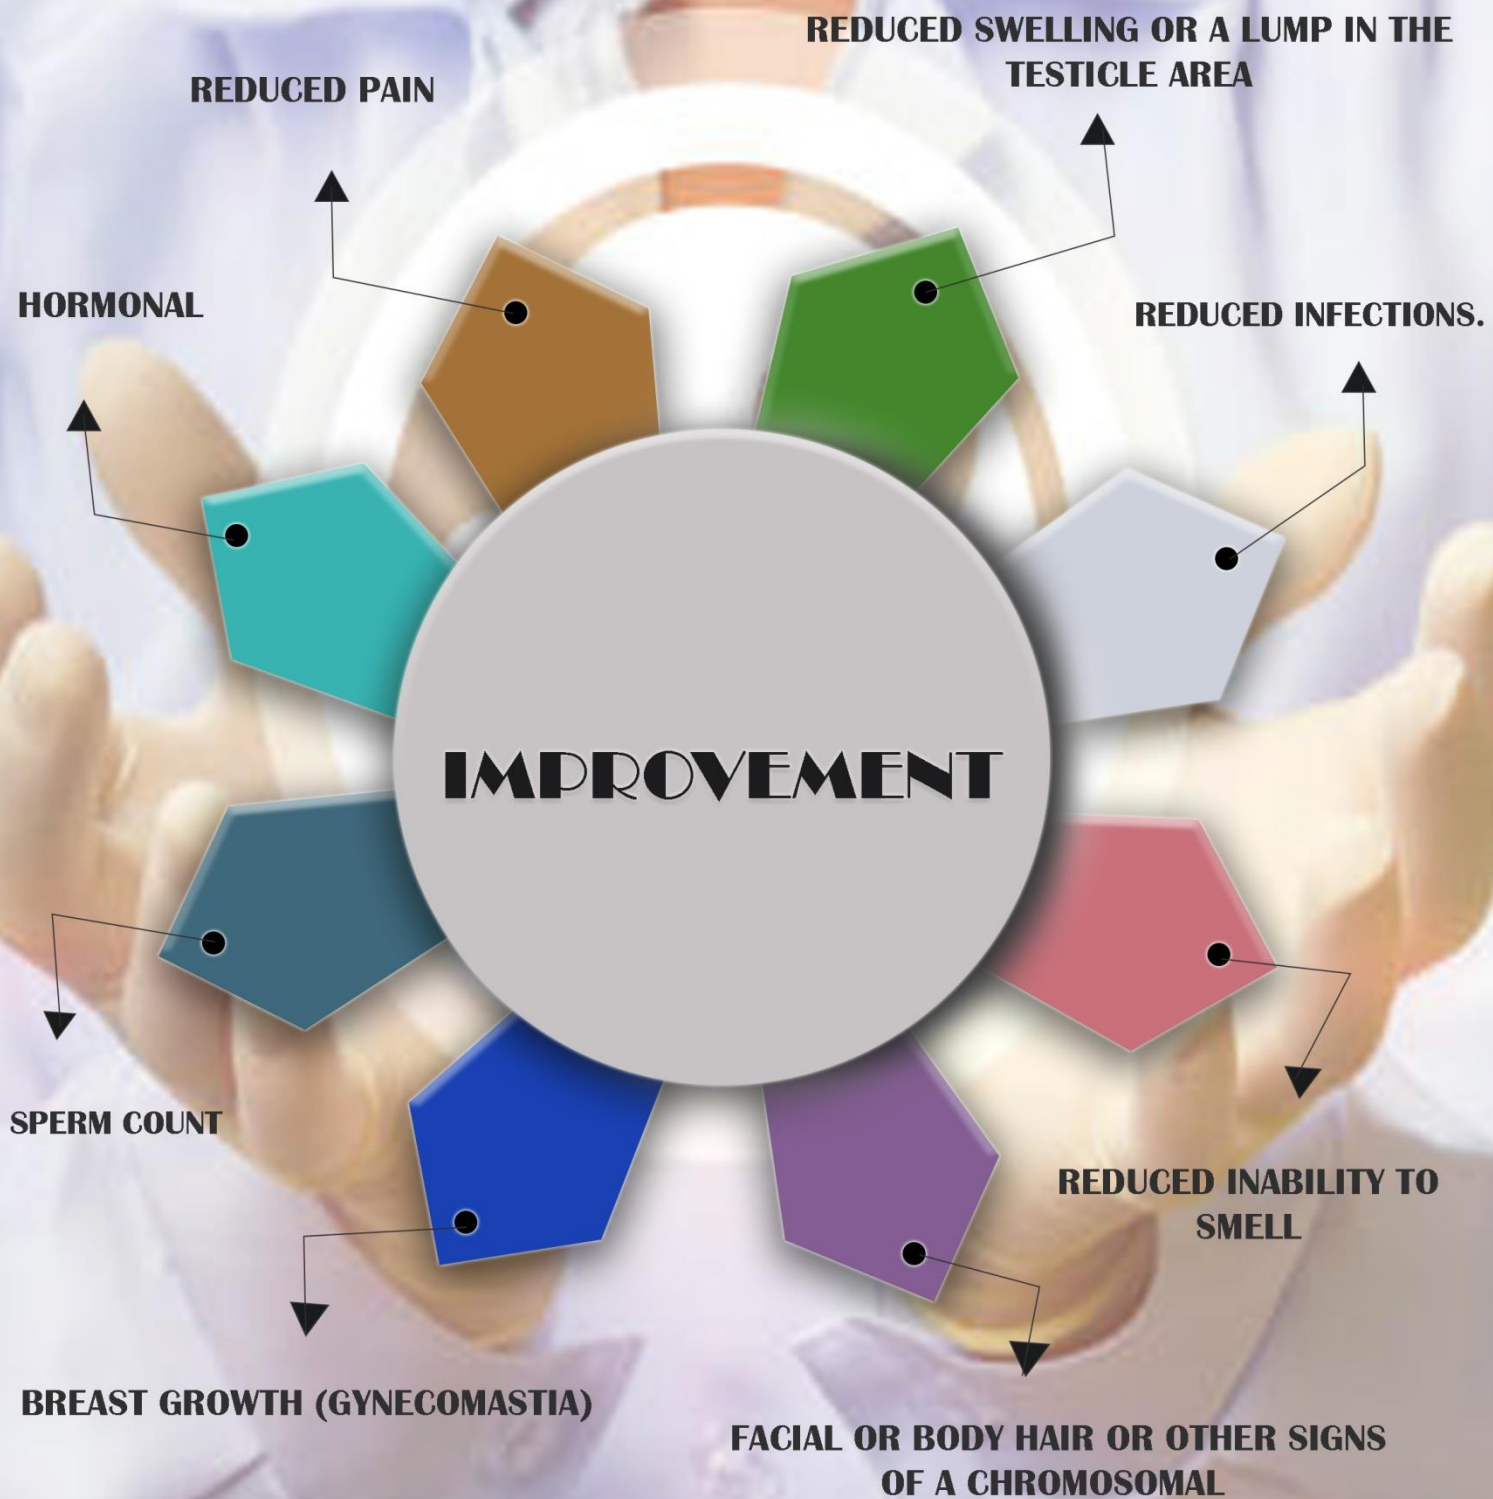 REDUCED SWELLING OR A LUMP IN THE
TESTICLE AREA
REDUCED PAIN
HORMONAL
REDUCED INFECTIONS.
IMPROVEMENT
SPERM COUNT
REDUCED INABILITY TO
SMELL
BREAST GROWTH (GYNECOMASTIA)
FACIAL OR BODY HAIR OR OTHER SIGNS
OF A CHROMOSOMAL